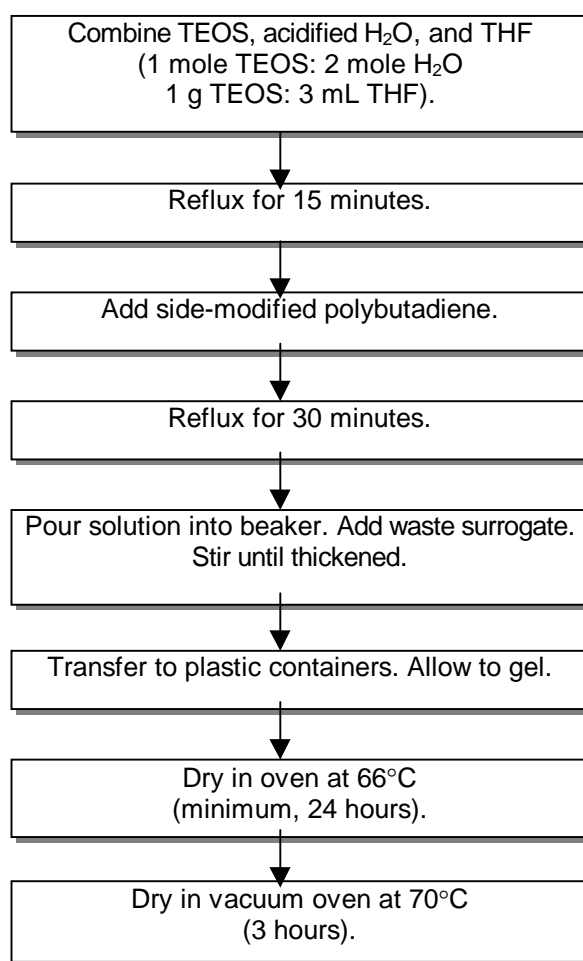 Combine TEOS, acidified H₂O, and THF
(1 mole TEOS: 2 mole H₂O
1 g TEOS: 3 mL THF).
Reflux for 15 minutes.
Add side-modified polybutadiene.
Reflux for 30 minutes.
Pour solution into beaker. Add waste surrogate.
Stir until thickened.
Transfer to plastic containers. Allow to gel.
Dry in oven at 66°C
(minimum, 24 hours).
Dry in vacuum oven at 70°C
(3 hours).